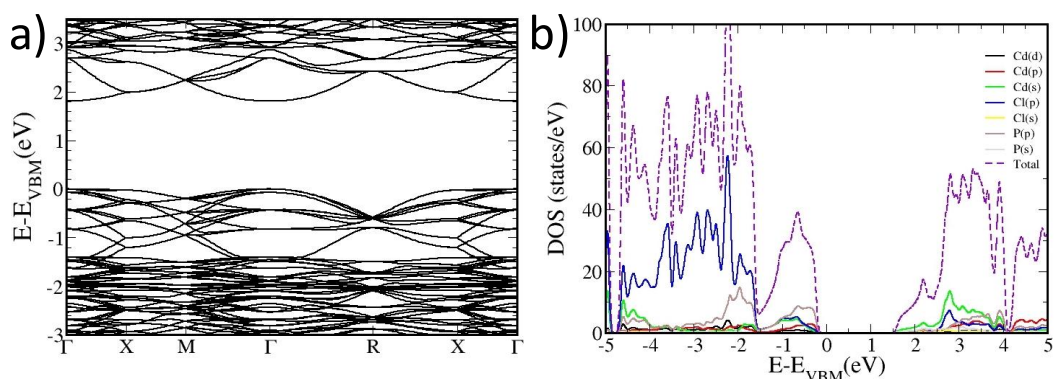 a)
E-E_VBM(eV)
3
2
1
0
-1
-2
-3
Γ X M Γ R X Γ
b)
DOS (states/eV)
100
80
60
40
20
0
Cd(d)
Cd(p)
Cd(s)
Cl(p)
Cl(s)
P(p)
P(s)
Total
-5 -4 -3 -2 -1 0 1 2 3 4 5
E-E_VBM(eV)